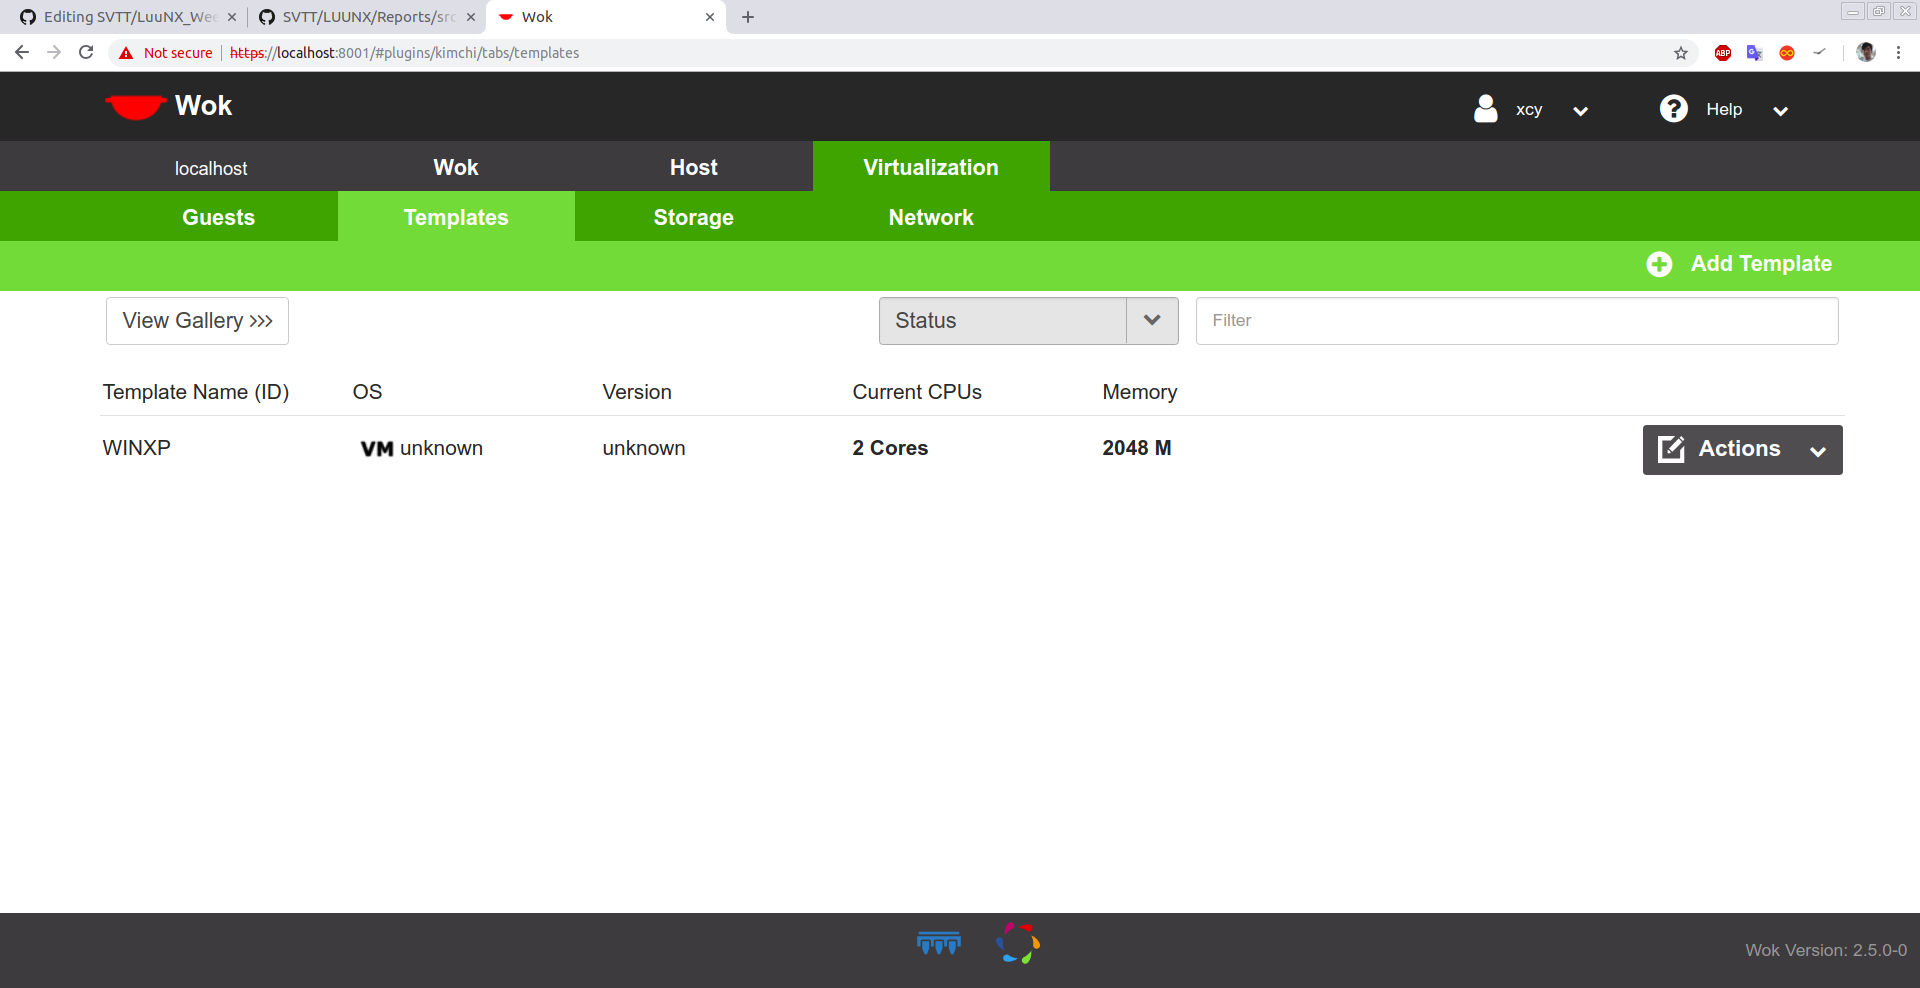 Editing SVTT/LuuNX_Wee
SVTT/LUUNX/Reports/src
Wok
Not secure
https://localhost:8001/#plugins/kimchi/tabs/templates
ABP
Wok
xcy
Help
localhost
Wok
Host
Virtualization
Guests
Templates
Storage
Network
Add Template
View Gallery >>>
Status
Filter
Template Name (ID) OS Version Current CPUs Memory
WINXP VM unknown unknown 2 Cores 2048 M
Actions
Wok Version: 2.5.0-0